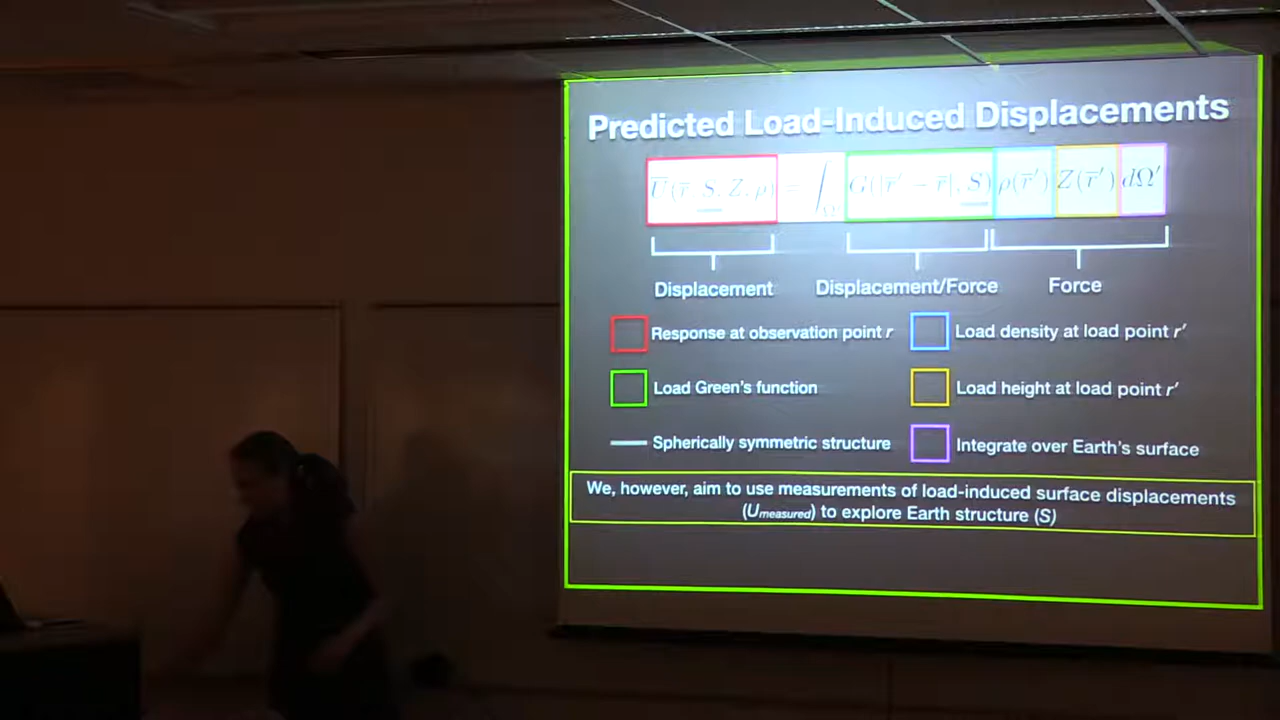 Predicted Load-Induced Displacements
U̅(r̅, S, Z, ρ) = ∫Ω′ G(|r̅′ − r̅|, S) ρ(r̅′) Z(r̅′) dΩ′
Displacement Displacement/Force Force
Response at observation point r Load density at load point r′
Load Green's function Load height at load point r′
Spherically symmetric structure Integrate over Earth's surface
We, however, aim to use measurements of load-induced surface displacements
(Umeasured) to explore Earth structure (S)